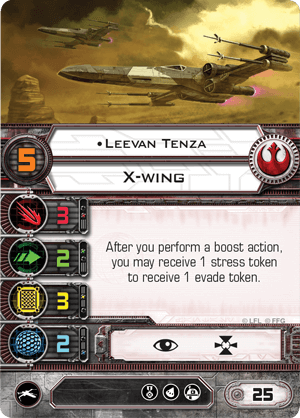 •Leevan Tenza
5
X-wing
3
2
3
2
After you perform a boost action,
you may receive 1 stress token
to receive 1 evade token.
© LFL © FFG
25